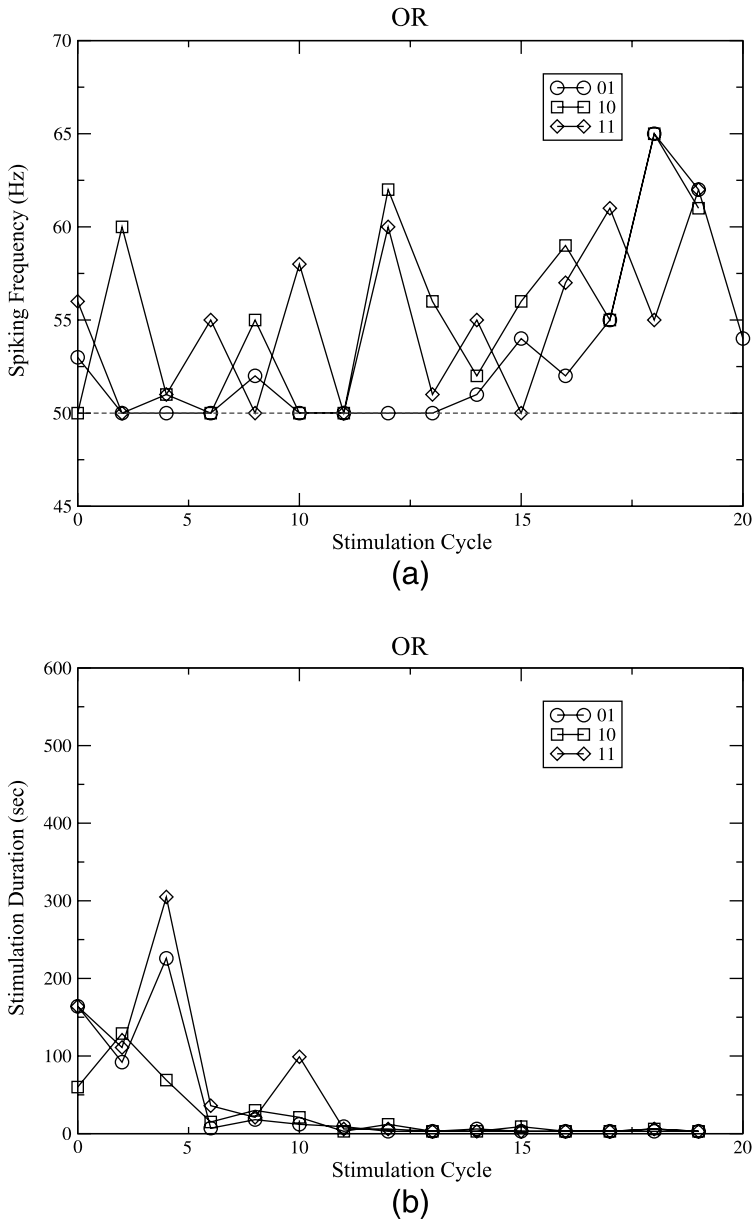 OR
70
65
60
55
50
45
Spiking Frequency (Hz)
01
10
11
0 5 10 15 20
Stimulation Cycle
(a)
OR
600
500
400
300
200
100
0
Stimulation Duration (sec)
01
10
11
0 5 10 15 20
Stimulation Cycle
(b)